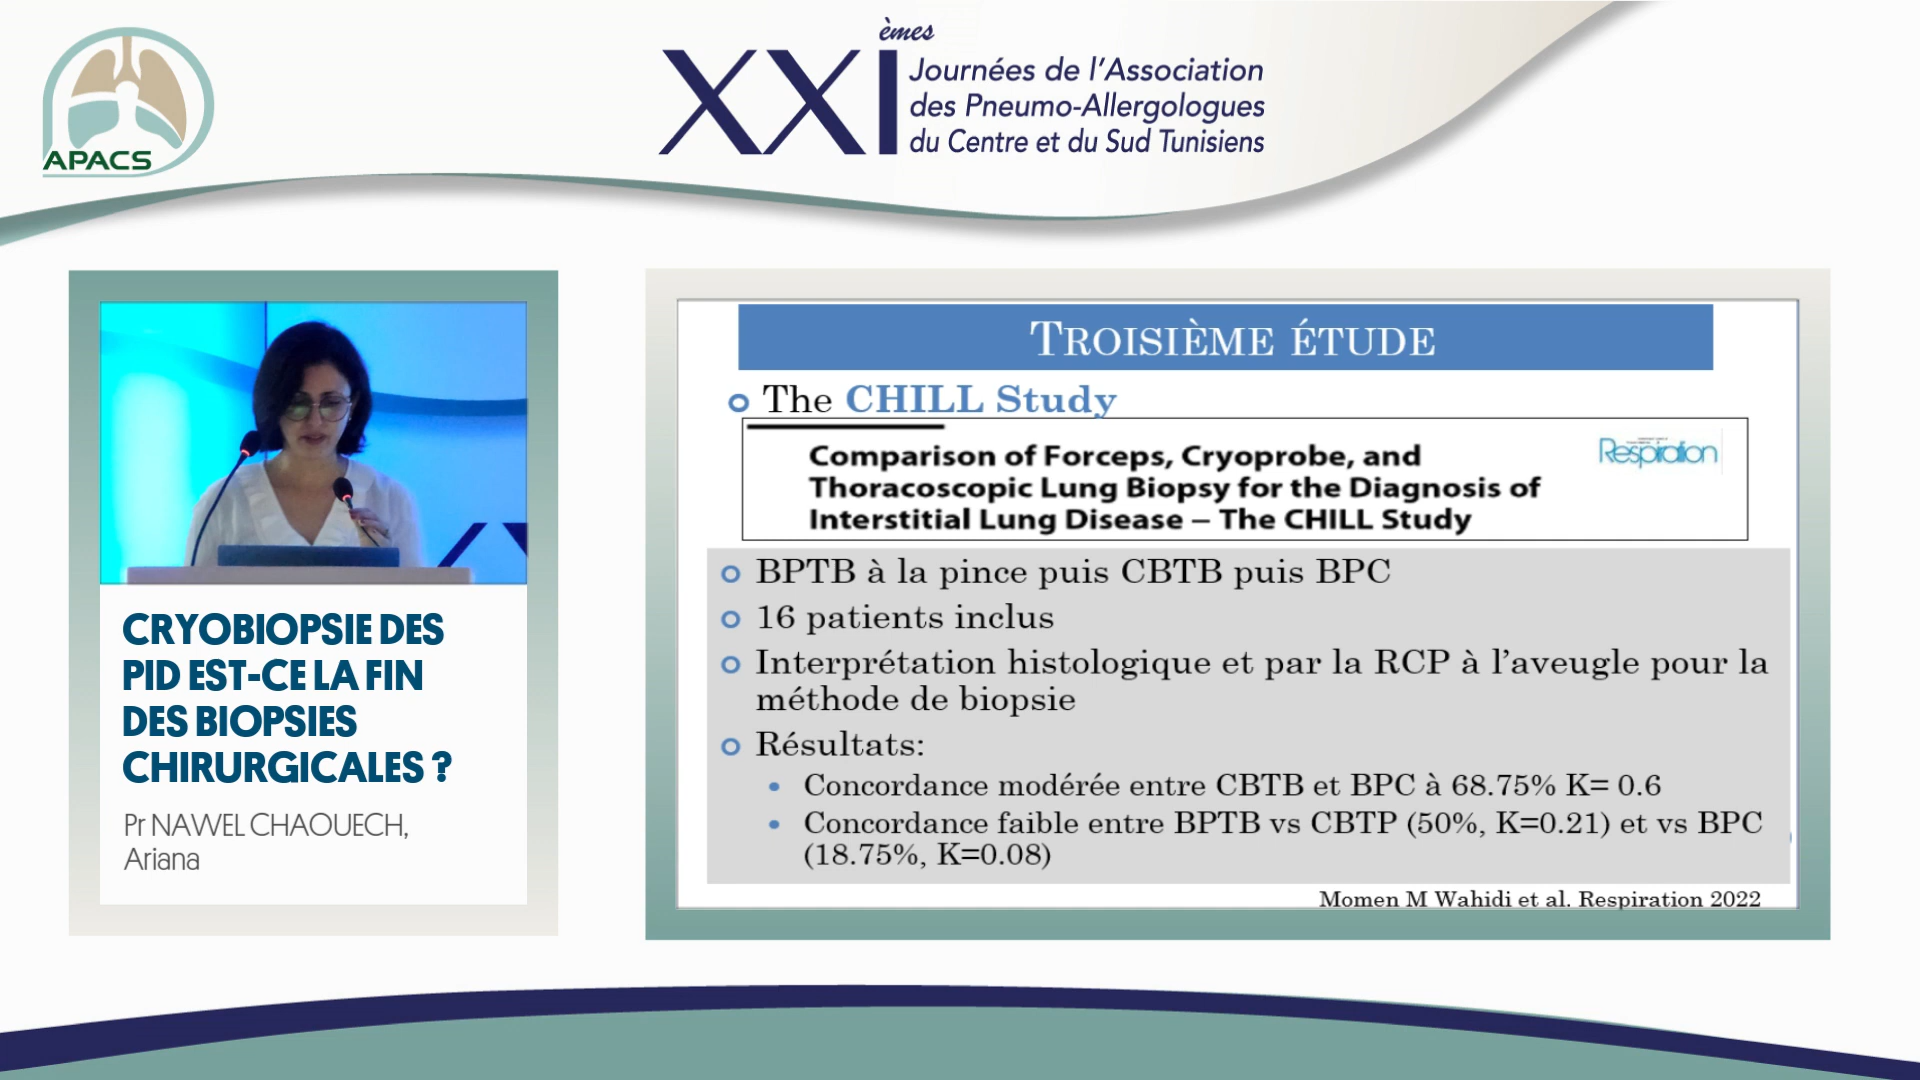 APACS
XXI
èmes
Journées de l'Association
des Pneumo-Allergologues
du Centre et du Sud Tunisiens
CRYOBIOPSIE DES
PID EST-CE LA FIN
DES BIOPSIES
CHIRURGICALES ?
Pr NAWEL CHAOUECH,
Ariana
TROISIÈME ÉTUDE
The CHILL Study
Respiration
Comparison of Forceps, Cryoprobe, and
Thoracoscopic Lung Biopsy for the Diagnosis of
Interstitial Lung Disease – The CHILL Study
BPTB à la pince puis CBTB puis BPC
16 patients inclus
Interprétation histologique et par la RCP à l'aveugle pour la
méthode de biopsie
Résultats:
Concordance modérée entre CBTB et BPC à 68.75% K= 0.6
Concordance faible entre BPTB vs CBTP (50%, K=0.21) et vs BPC
(18.75%, K=0.08)
Momen M Wahidi et al. Respiration 2022